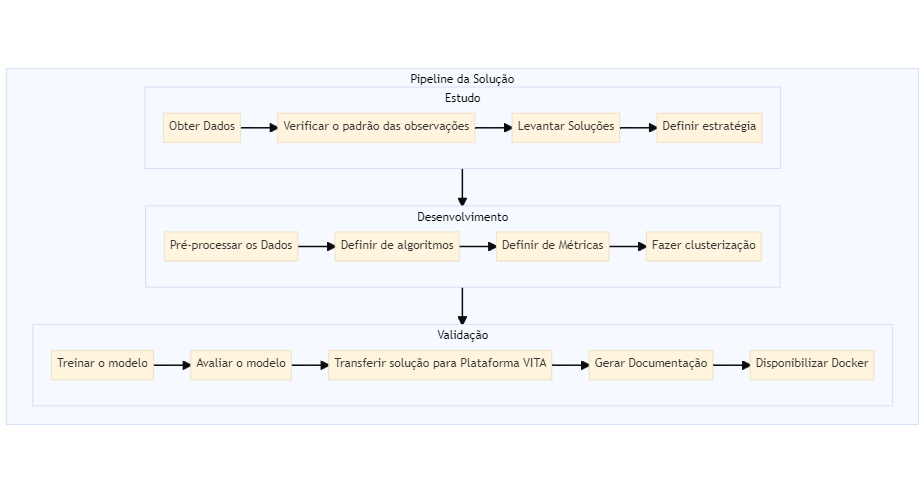 Pipeline da Solução
Estudo
Obter Dados
Verificar o padrão das observações
Levantar Soluções
Definir estratégia
Desenvolvimento
Pré-processar os Dados
Definir de algoritmos
Definir de Métricas
Fazer clusterização
Validação
Treinar o modelo
Avaliar o modelo
Transferir solução para Plataforma VITA
Gerar Documentação
Disponibilizar Docker